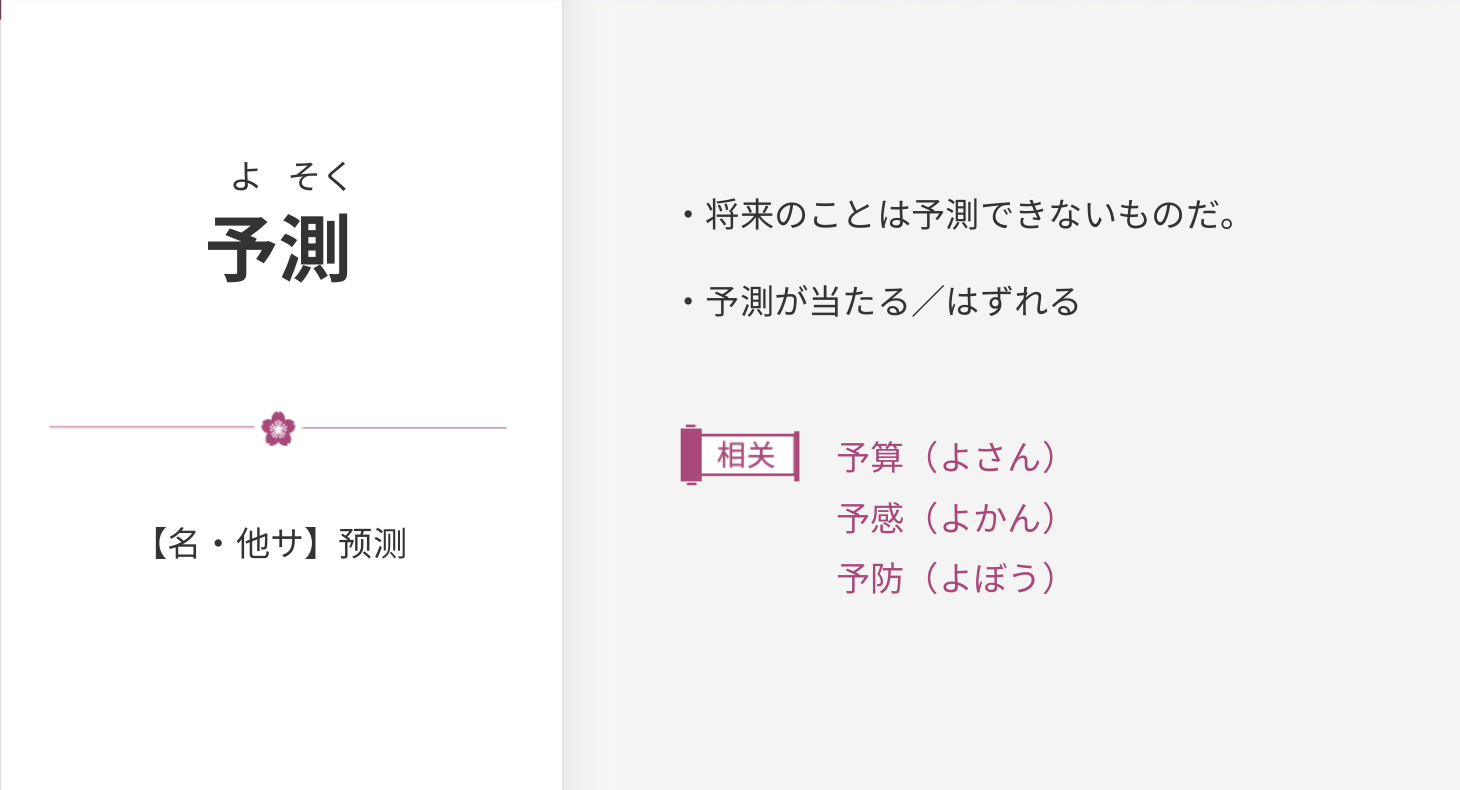 よ そく
予測
【名・他サ】预测
・将来のことは予測できないものだ。
・予測が当たる／はずれる
相关 予算（よさん）
予感（よかん）
予防（よぼう）